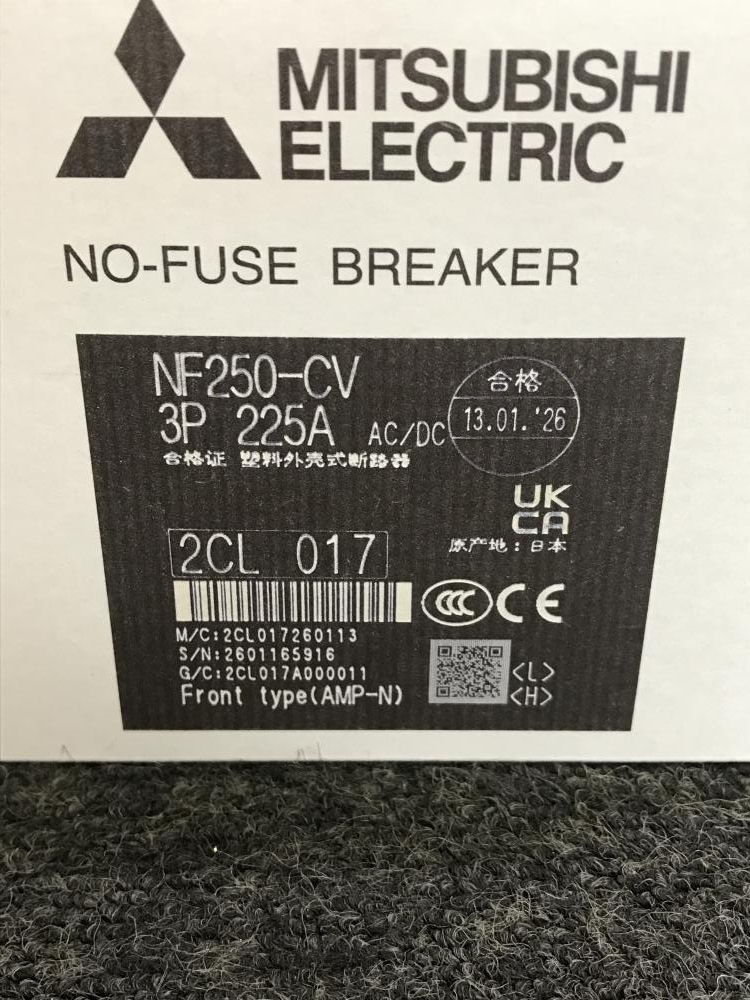 MITSUBISHI
ELECTRIC
NO-FUSE BREAKER
NF250-CV
3P 225A AC/DC
合格
13.01.'26
合格证 塑料外壳式断路器
UK
CA
原产地:日本
2CL 017
CCC CE
M/C:2CL017260113
S/N:2601165916
G/C:2CL017A000011
Front type(AMP-N)
<L>
<H>